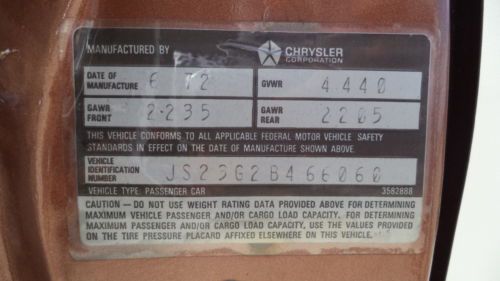 MANUFACTURED BY CHRYSLER CORPORATION
DATE OF MANUFACTURE 6 72 GVWR 4440
GAWR FRONT 2235 GAWR REAR 2205
THIS VEHICLE CONFORMS TO ALL APPLICABLE FEDERAL MOTOR VEHICLE SAFETY
STANDARDS IN EFFECT ON THE DATE OF MANUFACTURE SHOWN ABOVE.
VEHICLE IDENTIFICATION NUMBER JS23G2B466060
VEHICLE TYPE: PASSENGER CAR 3582888
CAUTION — DO NOT USE WEIGHT RATING DATA PROVIDED ABOVE FOR DETERMINING
MAXIMUM VEHICLE PASSENGER AND/OR CARGO LOAD CAPACITY. FOR DETERMINING
MAXIMUM PASSENGER AND/OR CARGO LOAD CAPACITY, USE THE VALUES PROVIDED
ON THE TIRE PRESSURE PLACARD AFFIXED ELSEWHERE ON THIS VEHICLE.